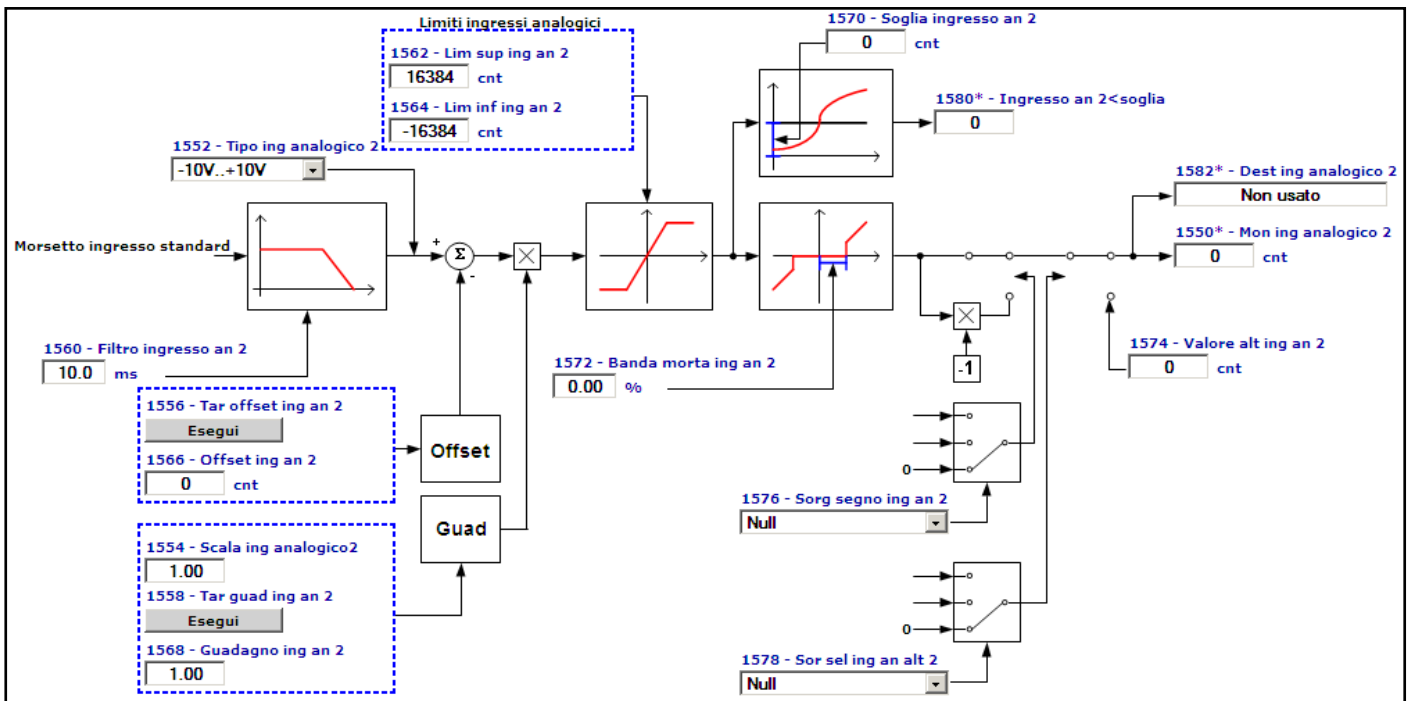 Limiti ingressi analogici
1570 - Soglia ingresso an 2
0 cnt
1562 - Lim sup ing an 2
16384 cnt
1564 - Lim inf ing an 2
-16384 cnt
1580* - Ingresso an 2<soglia
0
1552 - Tipo ing analogico 2
-10V..+10V
1582* - Dest ing analogico 2
Non usato
Morsetto ingresso standard
+
Σ
-
×
1550* - Mon ing analogico 2
0 cnt
×
-1
1560 - Filtro ingresso an 2
10.0 ms
1572 - Banda morta ing an 2
0.00 %
1574 - Valore alt ing an 2
0 cnt
1556 - Tar offset ing an 2
Esegui
1566 - Offset ing an 2
0 cnt
Offset
0
1576 - Sorg segno ing an 2
Null
Guad
1554 - Scala ing analogico2
1.00
1558 - Tar guad ing an 2
Esegui
1568 - Guadagno ing an 2
1.00
0
1578 - Sor sel ing an alt 2
Null